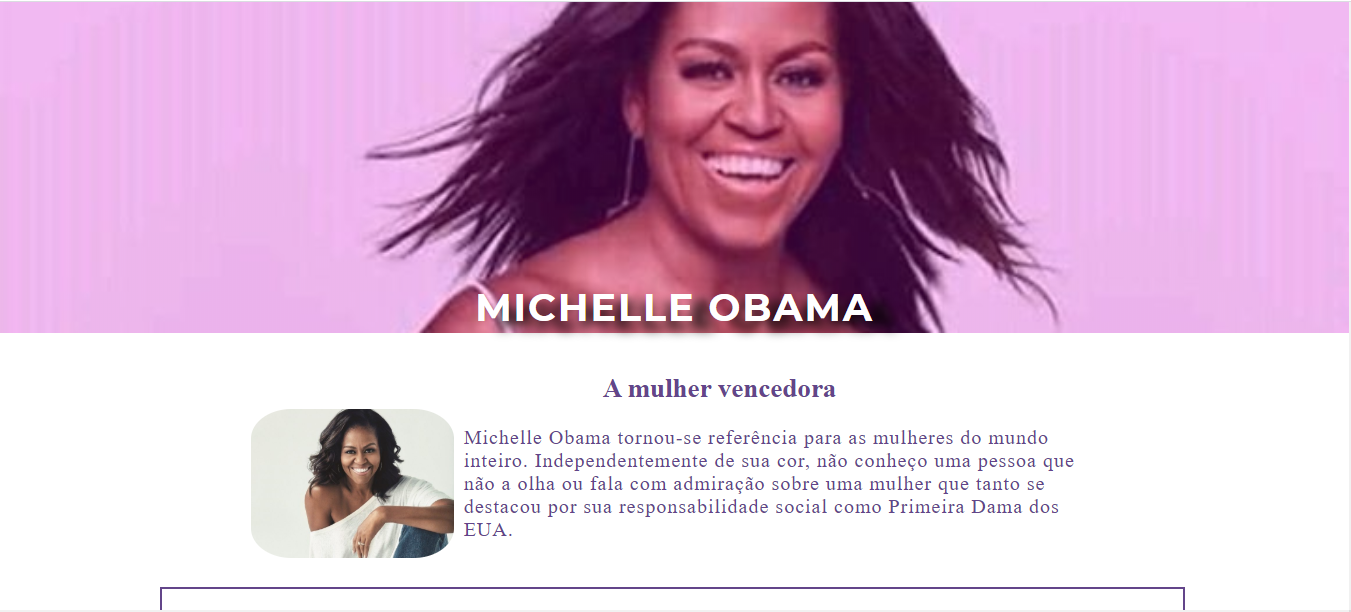 MICHELLE OBAMA
A mulher vencedora
Michelle Obama tornou-se referência para as mulheres do mundo
inteiro. Independentemente de sua cor, não conheço uma pessoa que
não a olha ou fala com admiração sobre uma mulher que tanto se
destacou por sua responsabilidade social como Primeira Dama dos
EUA.